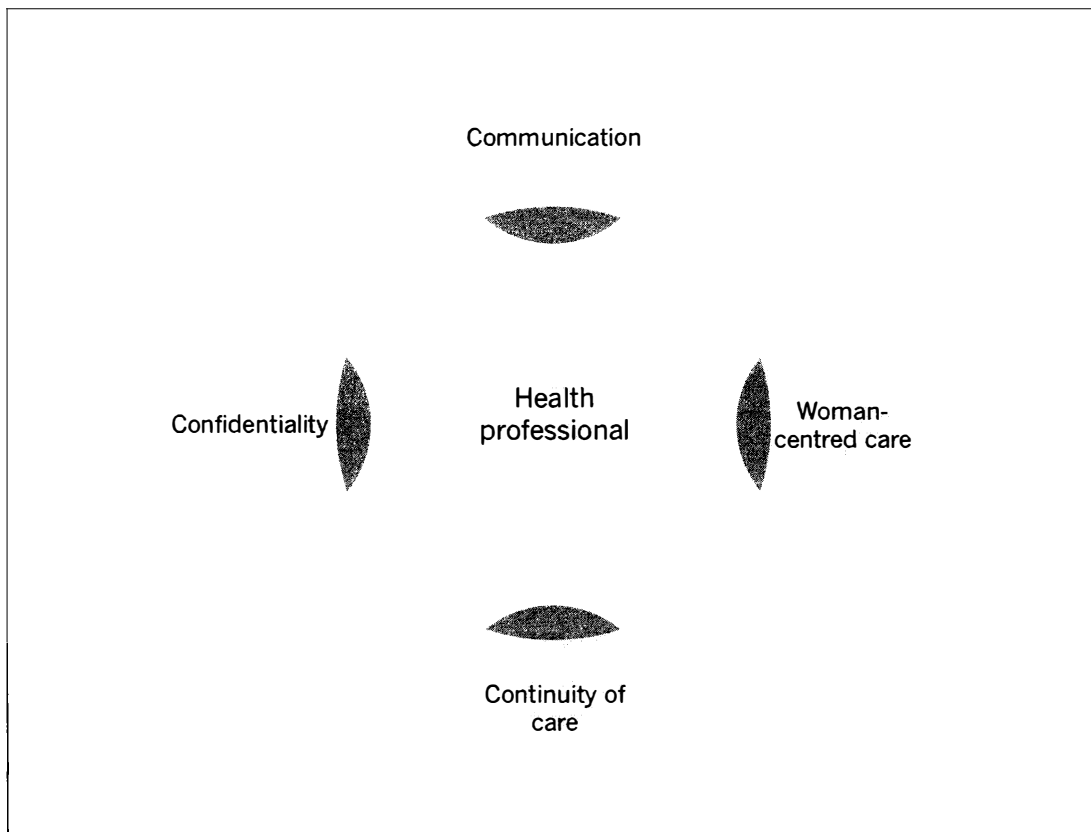 Communication
Confidentiality
Health
professional
Woman-
centred care
Continuity of
care